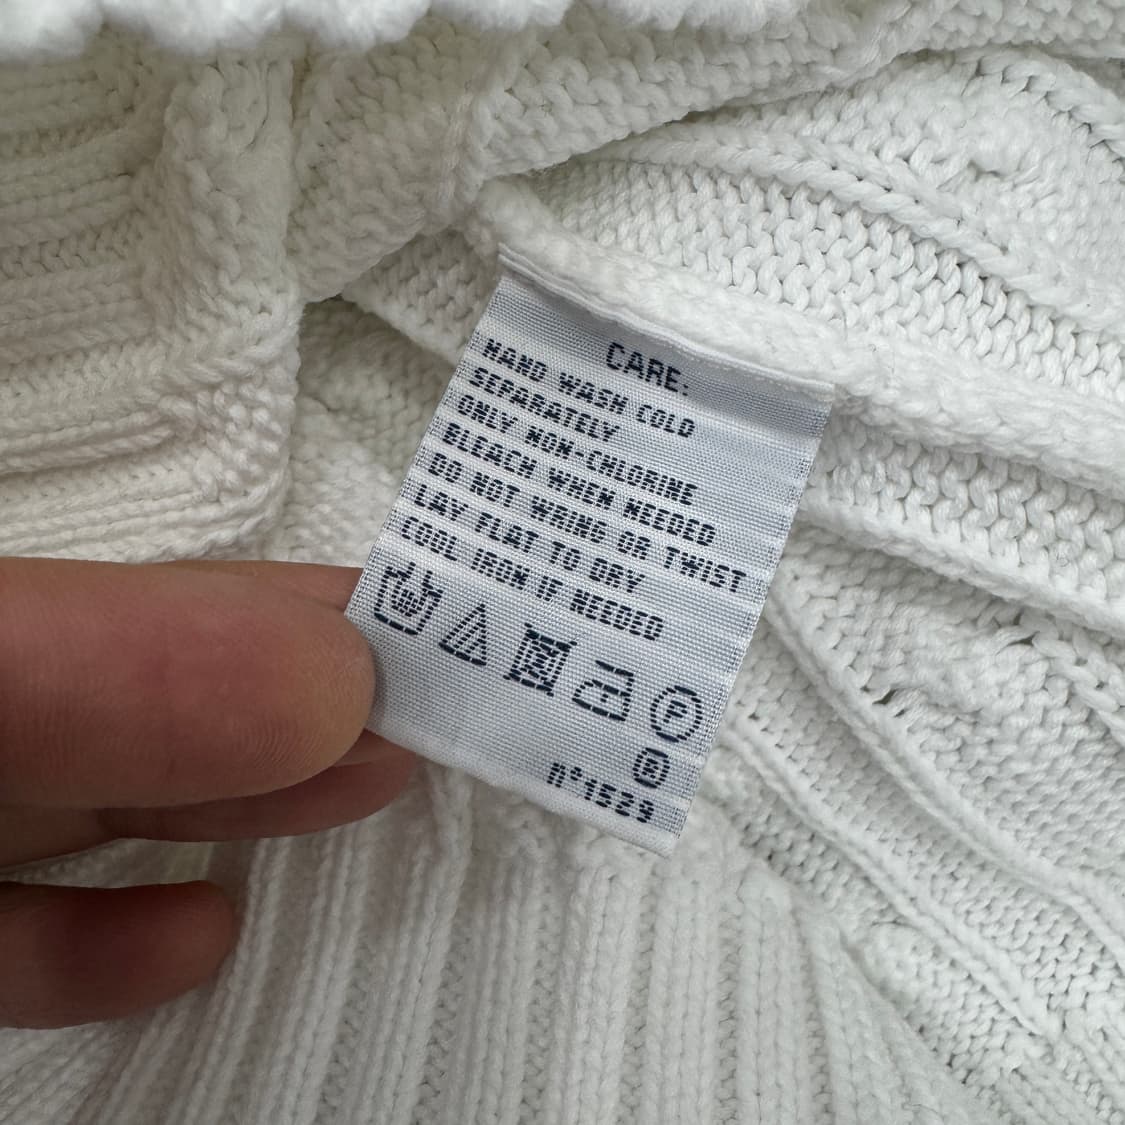 CARE:
HAND WASH COLD
SEPARATELY
ONLY NON-CHLORINE
BLEACH WHEN NEEDED
DO NOT WRING OR TWIST
LAY FLAT TO DRY
COOL IRON IF NEEDED
P
R
n°1529